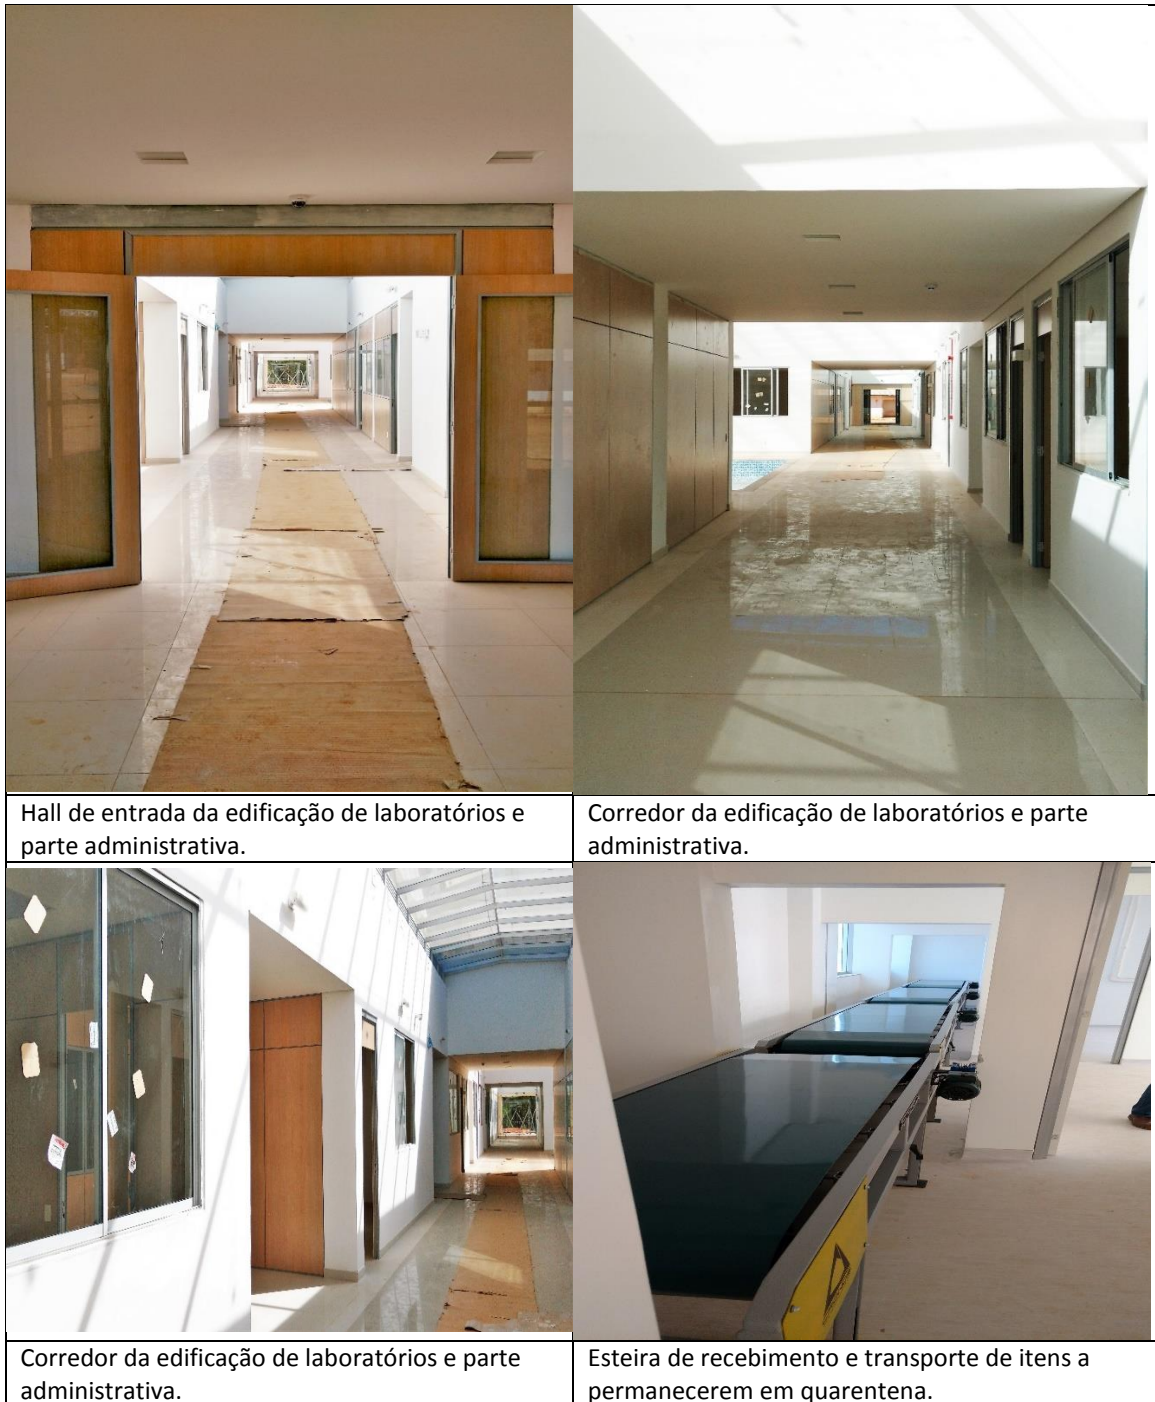 Hall de entrada da edificação de laboratórios e
parte administrativa.
Corredor da edificação de laboratórios e parte
administrativa.
Corredor da edificação de laboratórios e parte
administrativa.
Esteira de recebimento e transporte de itens a
permanecerem em quarentena.